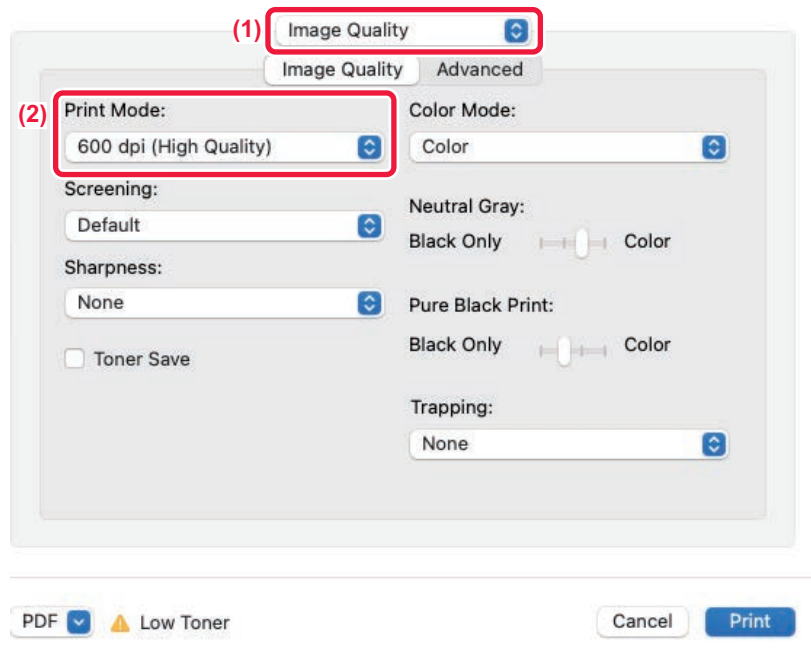 (1) Image Quality
Image Quality Advanced
(2) Print Mode:
600 dpi (High Quality)
Screening:
Default
Sharpness:
None
Toner Save
Color Mode:
Color
Neutral Gray:
Black Only Color
Pure Black Print:
Black Only Color
Trapping:
None
PDF Low Toner Cancel Print